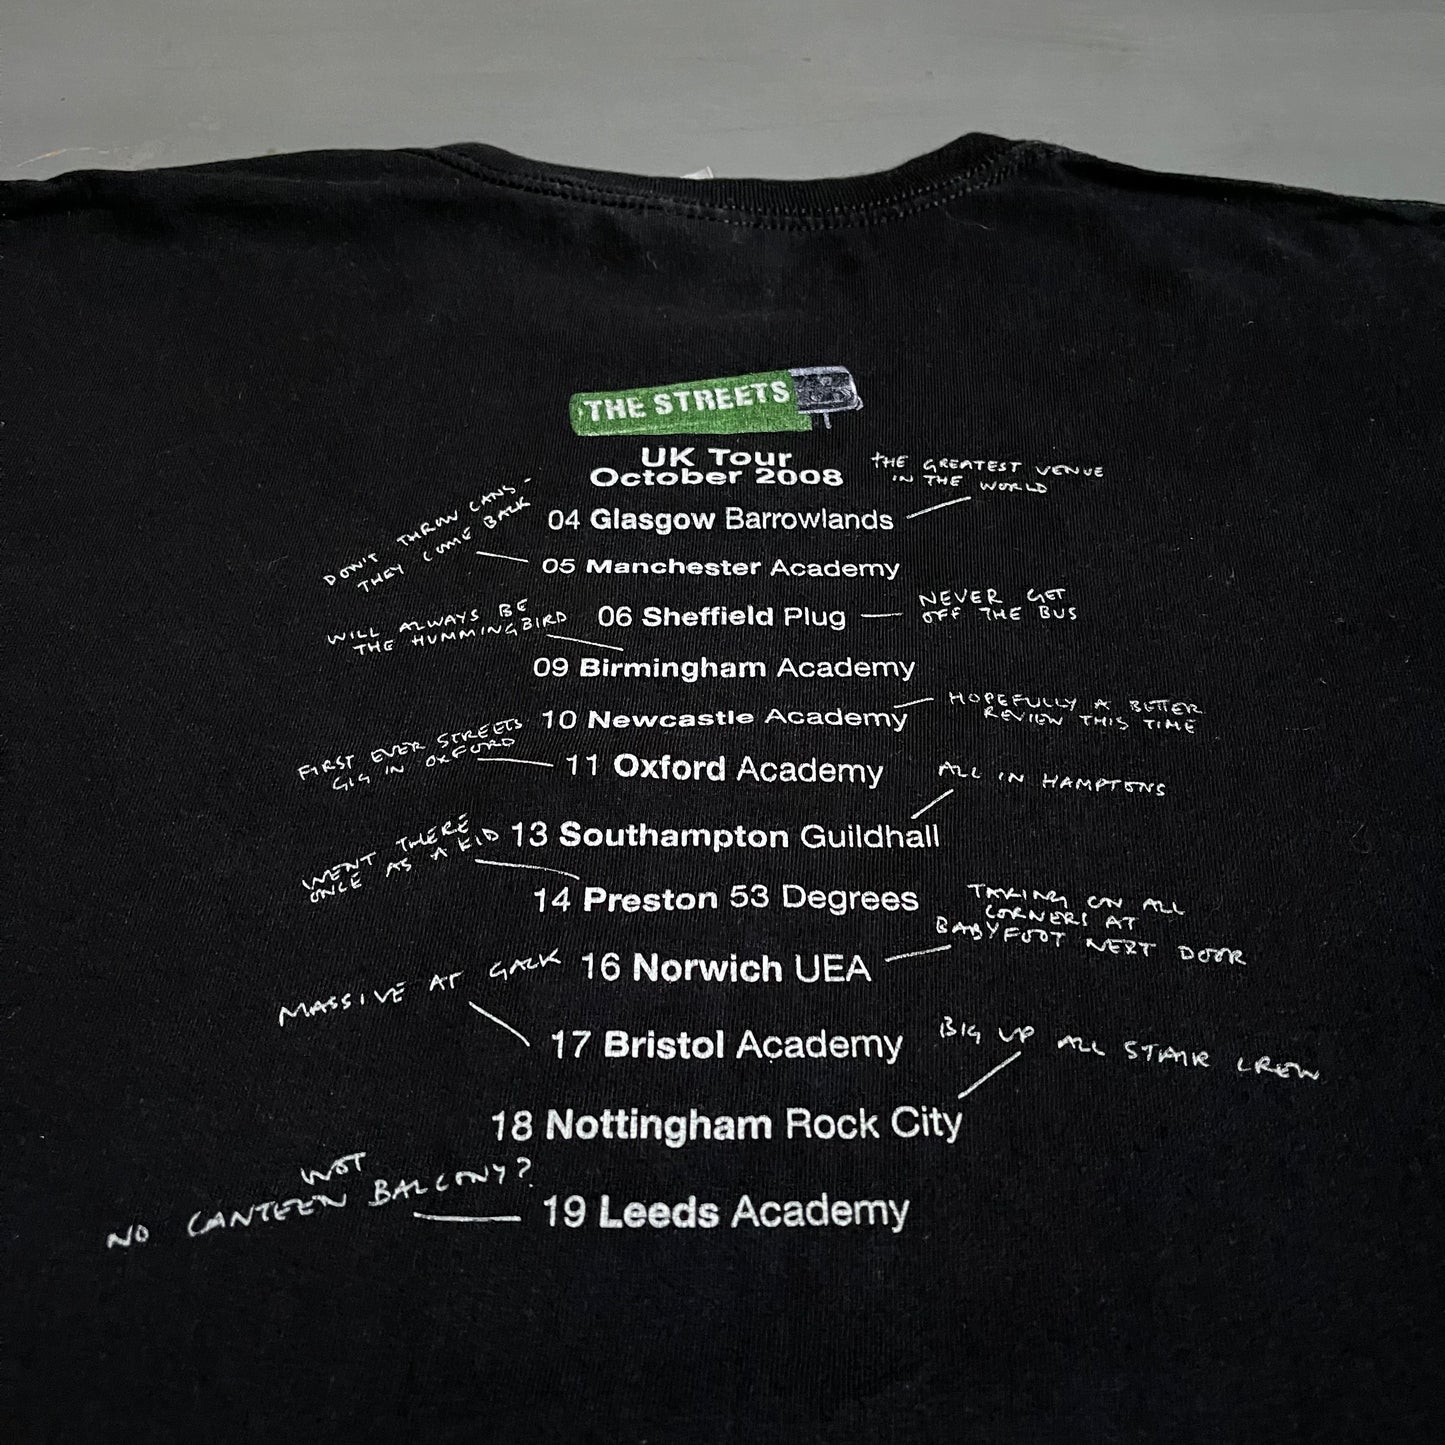 THE STREETS
UK Tour
October 2008
THE GREATEST VENUE
IN THE WORLD
04 Glasgow Barrowlands
DON'T THROW CANS -
THEY COME BACK
05 Manchester Academy
06 Sheffield Plug
NEVER GET
OFF THE BUS
WILL ALWAYS BE
THE HUMMINGBIRD
09 Birmingham Academy
10 Newcastle Academy
HOPEFULLY A BETTER
REVIEW THIS TIME
FIRST EVER STREETS
GIG IN OXFORD
11 Oxford Academy
ALL IN HAMPTONS
13 Southampton Guildhall
WENT THERE
ONCE AS A KID
14 Preston 53 Degrees
TAKING ON ALL
CORNERS AT
BABYFOOT NEXT DOOR
16 Norwich UEA
MASSIVE AT
17 Bristol Academy
BIG UP ALL STAIR CREW
18 Nottingham Rock City
WOT
NO CANTEEN BALCONY?
19 Leeds Academy